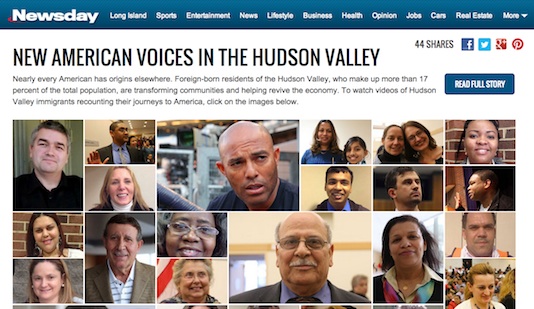 Newsday
Long Island Sports Entertainment News Lifestyle Business Health Opinion Jobs Cars Real Estate More
44 SHARES
NEW AMERICAN VOICES IN THE HUDSON VALLEY
Nearly every American has origins elsewhere. Foreign-born residents of the Hudson Valley, who make up more than 17
percent of the total population, are transforming communities and helping revive the economy. To watch videos of Hudson
Valley immigrants recounting their journeys to America, click on the images below.
READ FULL STORY